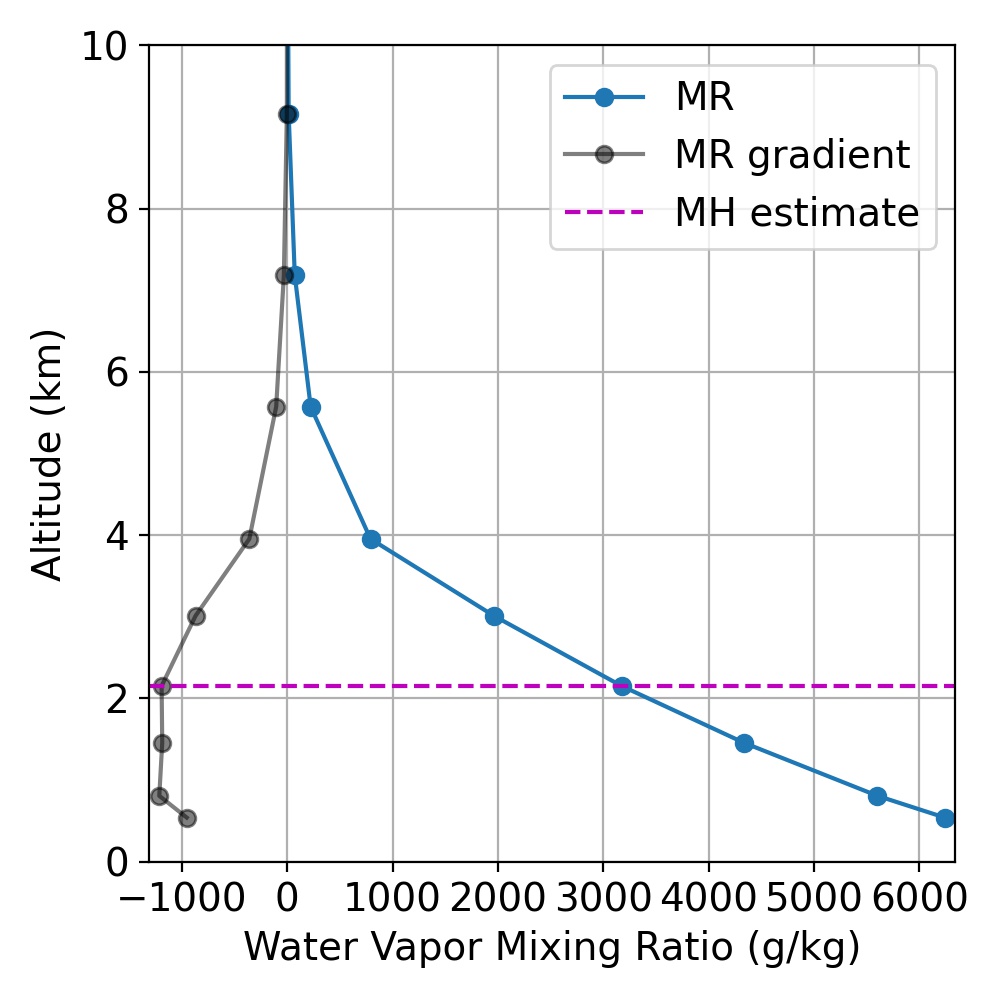 10
8
6
4
2
0
Altitude (km)
MR
MR gradient
MH estimate
−1000 0 1000 2000 3000 4000 5000 6000
Water Vapor Mixing Ratio (g/kg)